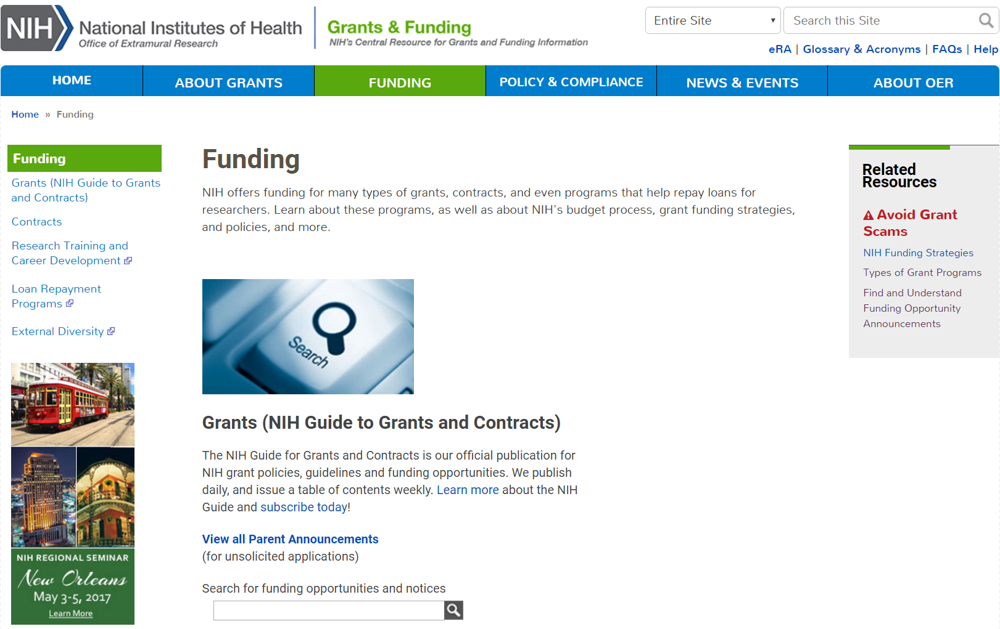 NIH
National Institutes of Health
Office of Extramural Research
Grants & Funding
NIH's Central Resource for Grants and Funding Information
Entire Site
Search this Site
eRA | Glossary & Acronyms | FAQs | Help
HOME
ABOUT GRANTS
FUNDING
POLICY & COMPLIANCE
NEWS & EVENTS
ABOUT OER
Home » Funding
Funding
Grants (NIH Guide to Grants
and Contracts)
Contracts
Research Training and
Career Development
Loan Repayment
Programs
External Diversity
NIH REGIONAL SEMINAR
New Orleans
May 3-5, 2017
Learn More
Funding
NIH offers funding for many types of grants, contracts, and even programs that help repay loans for
researchers. Learn about these programs, as well as about NIH's budget process, grant funding strategies,
and policies, and more.
Search
Grants (NIH Guide to Grants and Contracts)
The NIH Guide for Grants and Contracts is our official publication for
NIH grant policies, guidelines and funding opportunities. We publish
daily, and issue a table of contents weekly. Learn more about the NIH
Guide and subscribe today!
View all Parent Announcements
(for unsolicited applications)
Search for funding opportunities and notices
Related
Resources
Avoid Grant
Scams
NIH Funding Strategies
Types of Grant Programs
Find and Understand
Funding Opportunity
Announcements